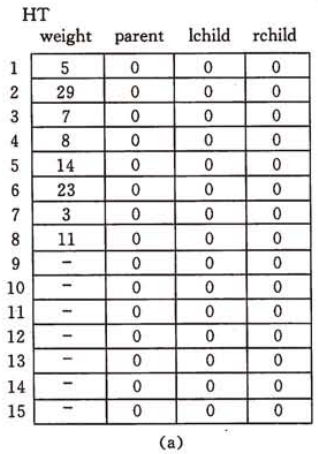 HT
weight parent lchild rchild
1 5 0 0 0
2 29 0 0 0
3 7 0 0 0
4 8 0 0 0
5 14 0 0 0
6 23 0 0 0
7 3 0 0 0
8 11 0 0 0
9 – 0 0 0
10 – 0 0 0
11 – 0 0 0
12 – 0 0 0
13 – 0 0 0
14 – 0 0 0
15 – 0 0 0
(a)